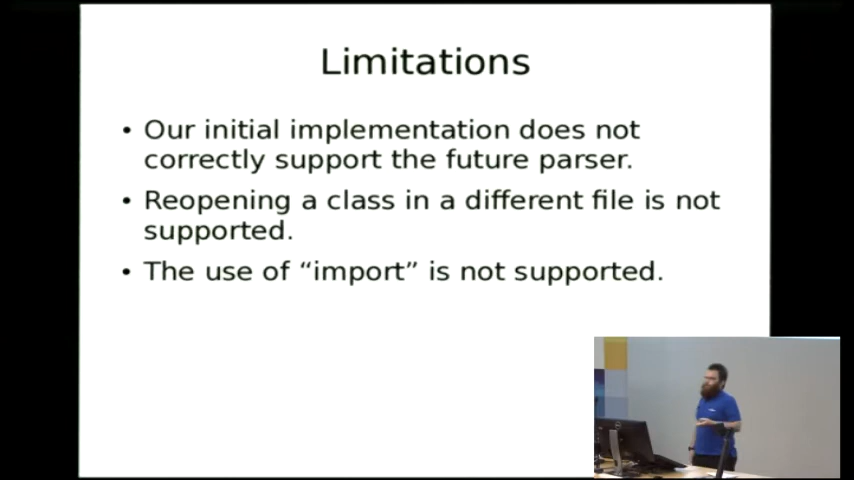 Limitations
• Our initial implementation does not
correctly support the future parser.
• Reopening a class in a different file is not
supported.
• The use of “import” is not supported.